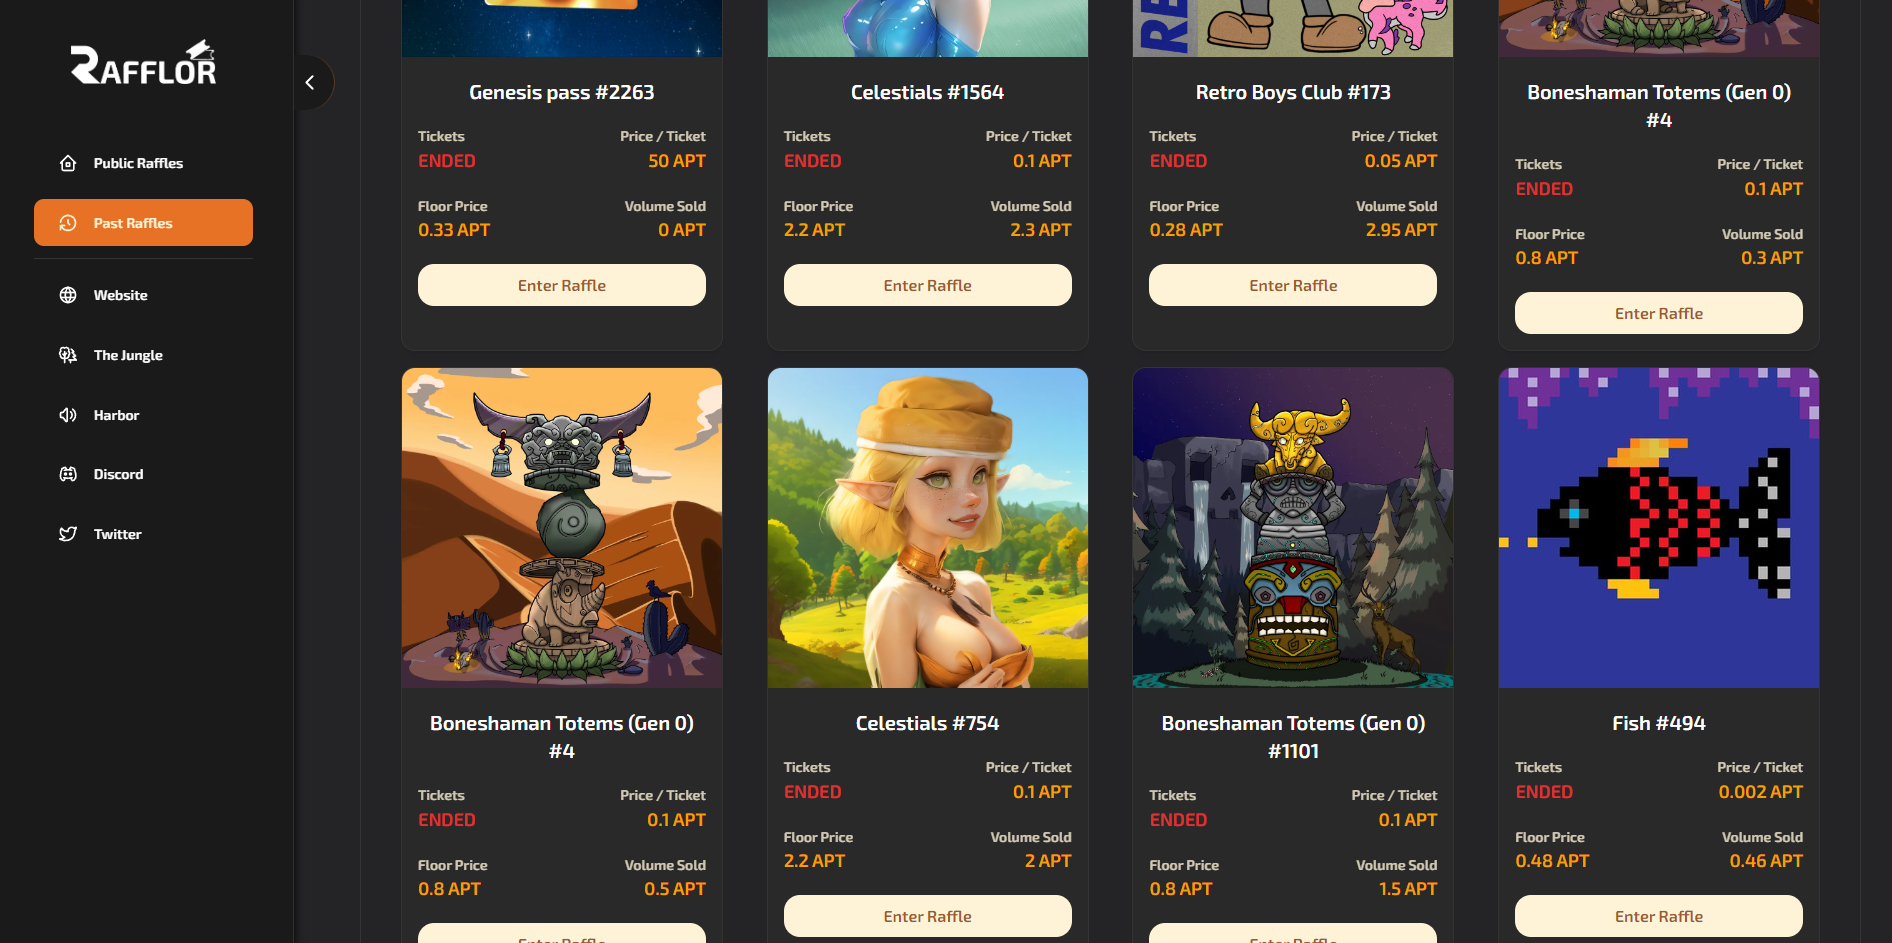 RAFFLOR
Public Raffles
Past Raffles
Website
The Jungle
Harbor
Discord
Twitter
RE
Genesis pass #2263
Tickets Price / Ticket
ENDED 50 APT
Floor Price Volume Sold
0.33 APT 0 APT
Enter Raffle
Celestials #1564
Tickets Price / Ticket
ENDED 0.1 APT
Floor Price Volume Sold
2.2 APT 2.3 APT
Enter Raffle
Retro Boys Club #173
Tickets Price / Ticket
ENDED 0.05 APT
Floor Price Volume Sold
0.28 APT 2.95 APT
Enter Raffle
Boneshaman Totems (Gen 0)
#4
Tickets Price / Ticket
ENDED 0.1 APT
Floor Price Volume Sold
0.8 APT 0.3 APT
Enter Raffle
Boneshaman Totems (Gen 0)
#4
Tickets Price / Ticket
ENDED 0.1 APT
Floor Price Volume Sold
0.8 APT 0.5 APT
Enter Raffle
Celestials #754
Tickets Price / Ticket
ENDED 0.1 APT
Floor Price Volume Sold
2.2 APT 2 APT
Enter Raffle
Boneshaman Totems (Gen 0)
#1101
Tickets Price / Ticket
ENDED 0.1 APT
Floor Price Volume Sold
0.8 APT 1.5 APT
Enter Raffle
Fish #494
Tickets Price / Ticket
ENDED 0.002 APT
Floor Price Volume Sold
0.48 APT 0.46 APT
Enter Raffle